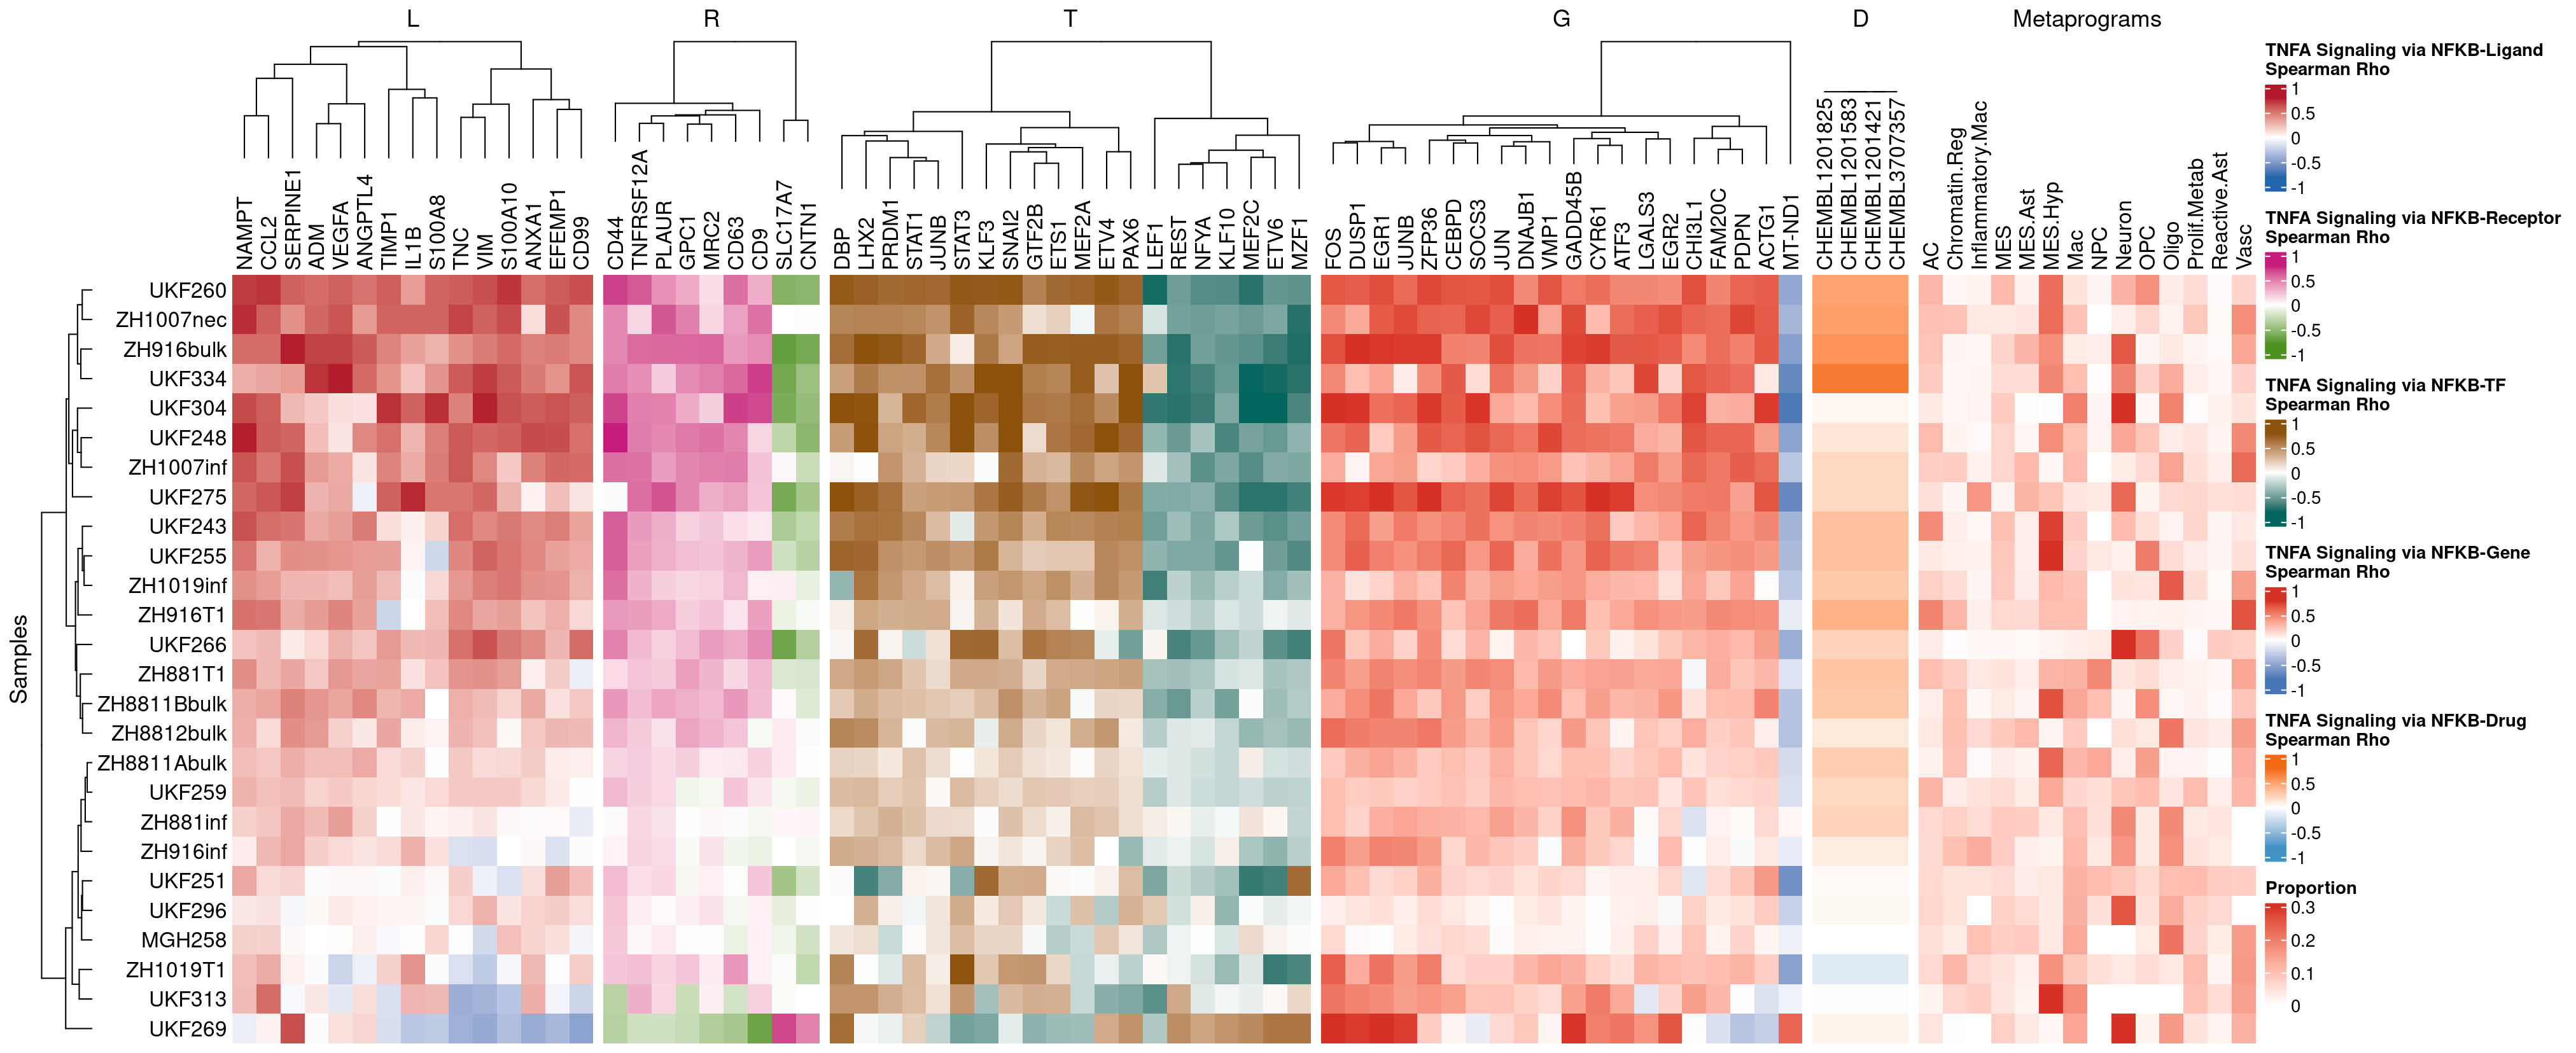 L
R
T
G
D
Metaprograms
NAMPT
CCL2
SERPINE1
ADM
VEGFA
ANGPTL4
TIMP1
IL1B
S100A8
TNC
VIM
S100A10
ANXA1
EFEMP1
CD99
CD44
TNFRSF12A
PLAUR
GPC1
MRC2
CD63
CD9
SLC17A7
CNTN1
DBP
LHX2
PRDM1
STAT1
JUNB
STAT3
KLF3
SNAI2
GTF2B
ETS1
MEF2A
ETV4
PAX6
LEF1
REST
NFYA
KLF10
MEF2C
ETV6
MZF1
FOS
DUSP1
EGR1
JUNB
ZFP36
CEBPD
SOCS3
JUN
DNAJB1
VMP1
GADD45B
CYR61
ATF3
LGALS3
EGR2
CHI3L1
FAM20C
PDPN
ACTG1
MT-ND1
CHEMBL1201825
CHEMBL1201583
CHEMBL1201421
CHEMBL3707357
AC
Chromatin.Reg
Inflammatory.Mac
MES
MES.Ast
MES.Hyp
Mac
NPC
Neuron
OPC
Oligo
Prolif.Metab
Reactive.Ast
Vasc
Samples
UKF260
ZH1007nec
ZH916bulk
UKF334
UKF304
UKF248
ZH1007inf
UKF275
UKF243
UKF255
ZH1019inf
ZH916T1
UKF266
ZH881T1
ZH8811Bbulk
ZH8812bulk
ZH8811Abulk
UKF259
ZH881inf
ZH916inf
UKF251
UKF296
MGH258
ZH1019T1
UKF313
UKF269
TNFA Signaling via NFKB-Ligand
Spearman Rho
1
0.5
0
-0.5
-1
TNFA Signaling via NFKB-Receptor
Spearman Rho
1
0.5
0
-0.5
-1
TNFA Signaling via NFKB-TF
Spearman Rho
1
0.5
0
-0.5
-1
TNFA Signaling via NFKB-Gene
Spearman Rho
1
0.5
0
-0.5
-1
TNFA Signaling via NFKB-Drug
Spearman Rho
1
0.5
0
-0.5
-1
Proportion
0.3
0.2
0.1
0